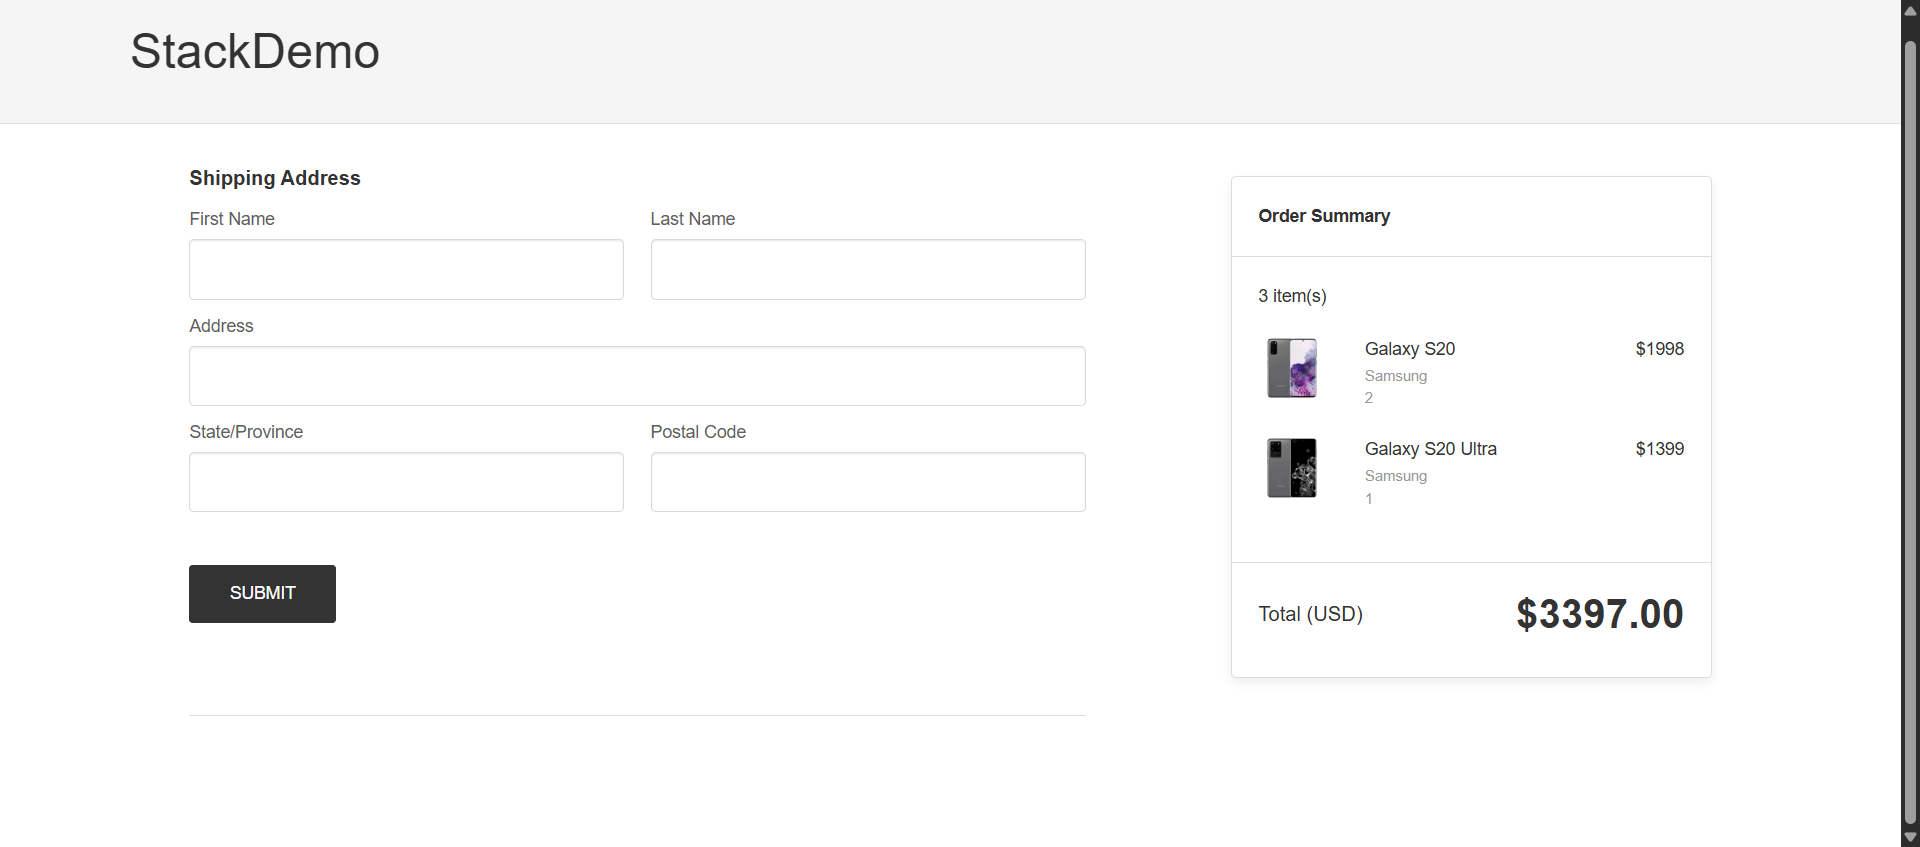 StackDemo
Shipping Address
First Name
Last Name
Address
State/Province
Postal Code
SUBMIT
Order Summary
3 item(s)
Galaxy S20
$1998
Samsung
2
Galaxy S20 Ultra
$1399
Samsung
1
Total (USD)
$3397.00